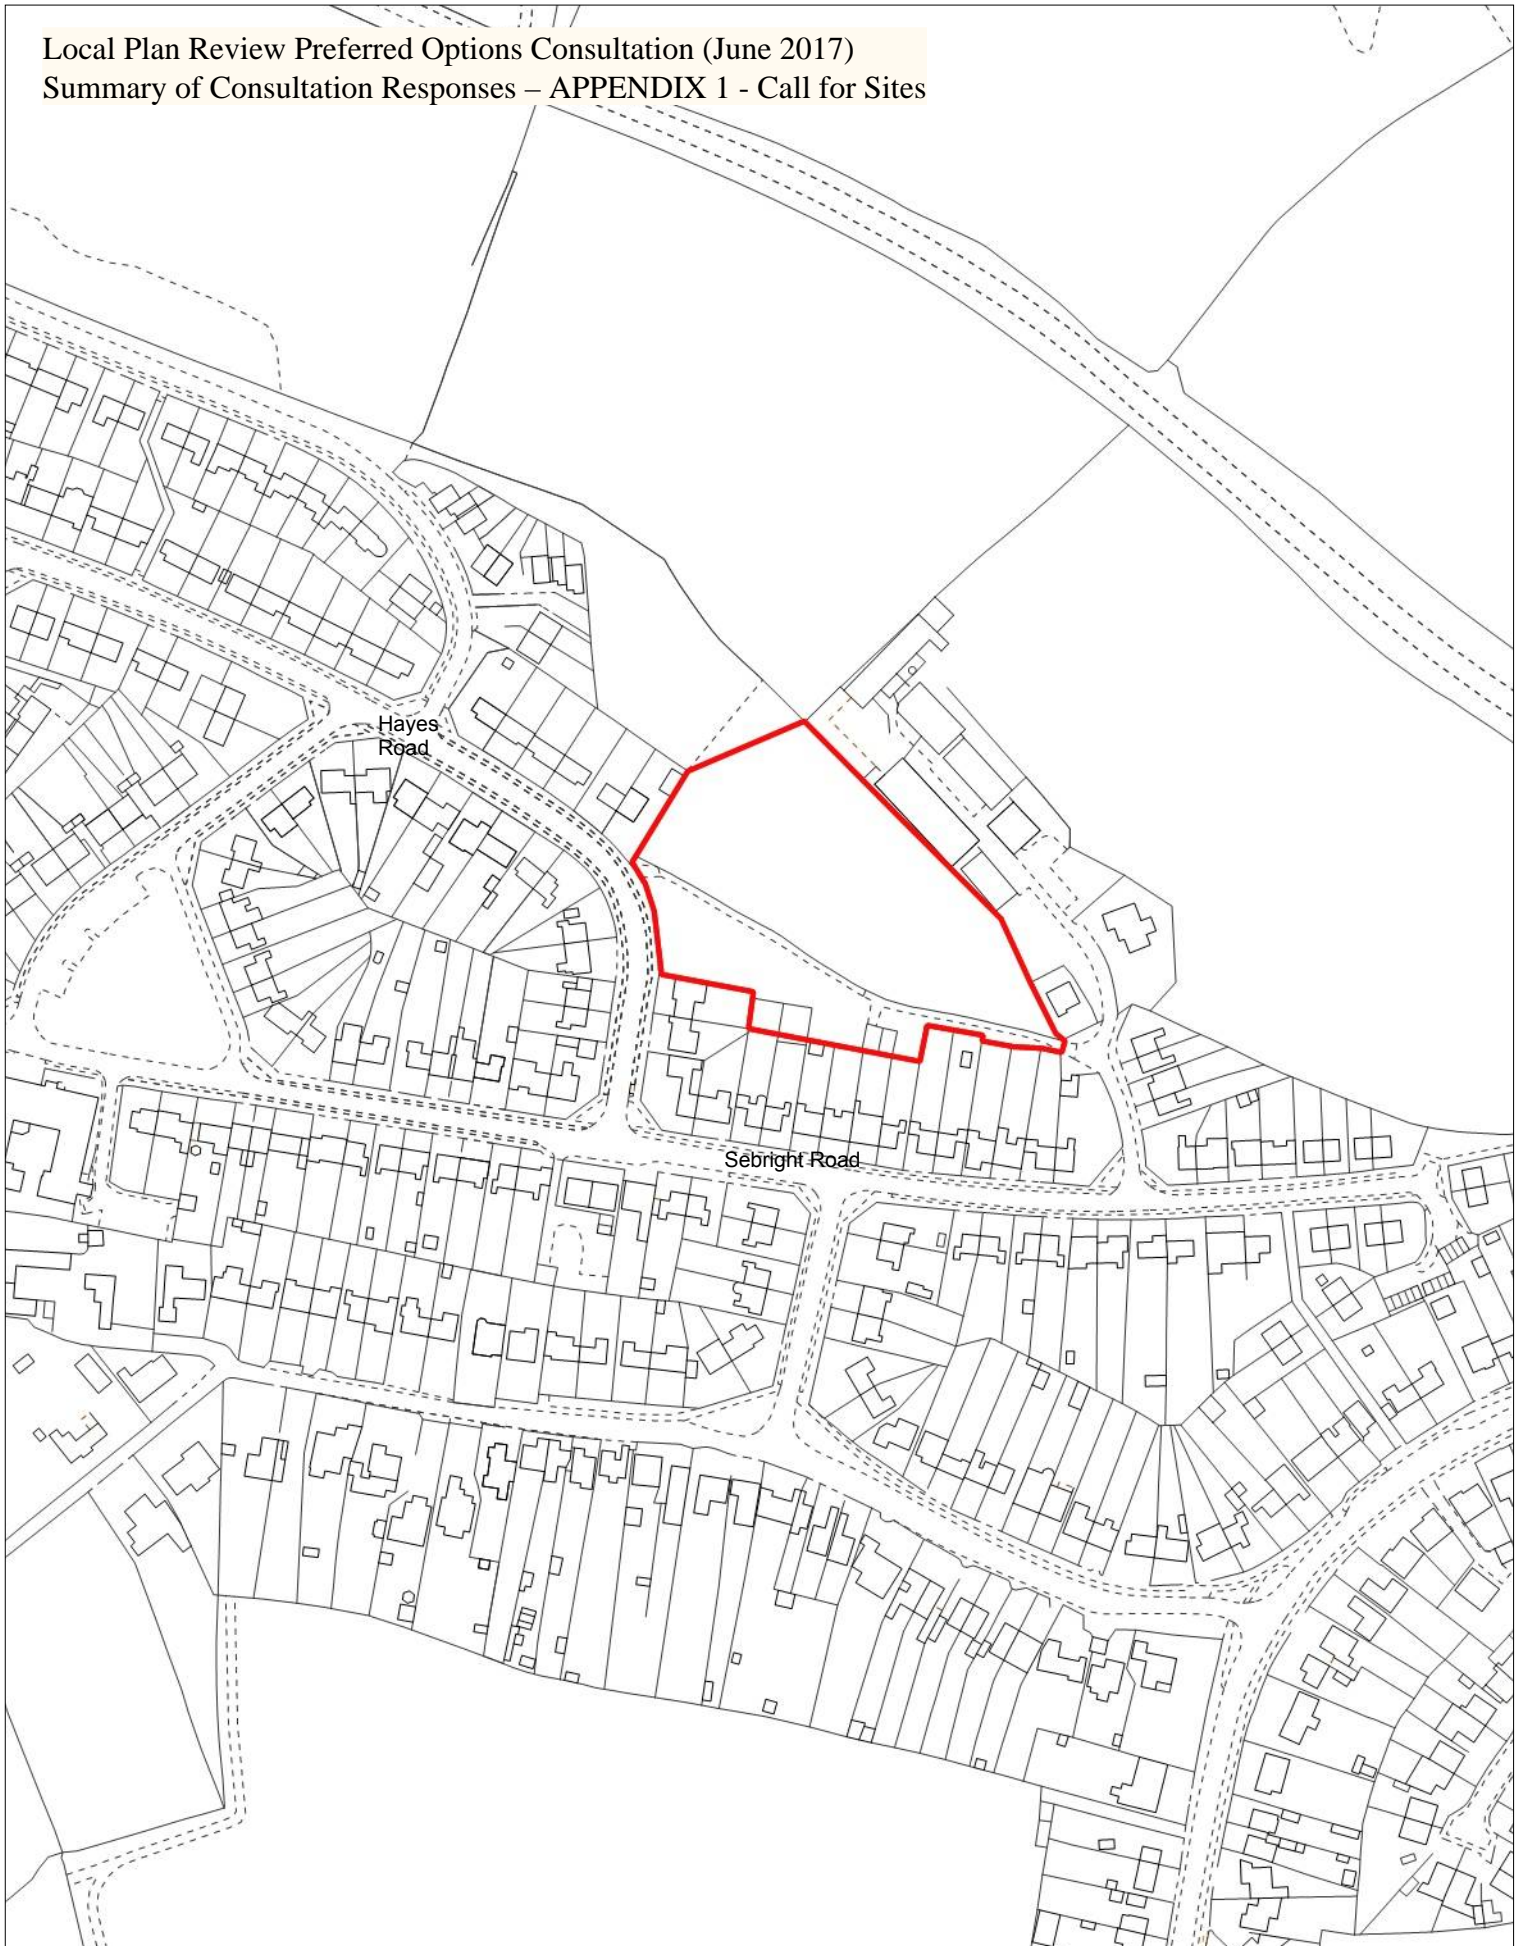 Local Plan Review Preferred Options Consultation (June 2017)
Summary of Consultation Responses – APPENDIX 1 - Call for Sites
Hayes
Road
Sebright Road